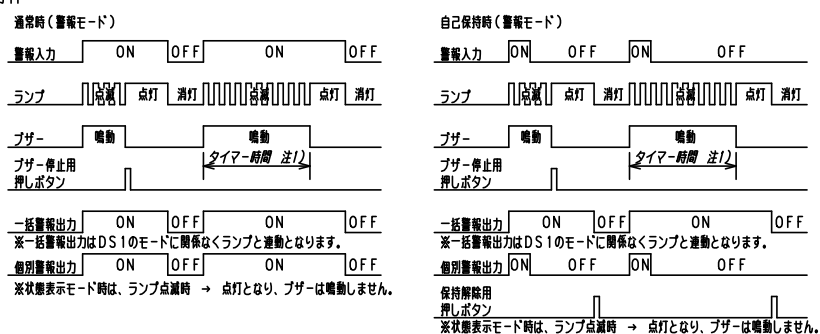 通常時(警報モード)
警報入力 ON OFF ON OFF
ランプ 点滅 点灯 消灯 点滅 点灯 消灯
ブザー 鳴動 鳴動
タイマー時間 注1)
ブザー停止用
押しボタン
一括警報出力 ON OFF ON OFF
※一括警報出力はDS1のモードに関係なくランプと連動となります。
個別警報出力 ON OFF ON OFF
※状態表示モード時は、ランプ点滅時 → 点灯となり、ブザーは鳴動しません。
自己保持時(警報モード)
警報入力 ON OFF ON OFF
ランプ 点滅 点灯 消灯 点滅 点灯 消灯
ブザー 鳴動 鳴動
タイマー時間 注1)
ブザー停止用
押しボタン
一括警報出力 ON OFF ON OFF
※一括警報出力はDS1のモードに関係なくランプと連動となります。
個別警報出力 ON OFF ON OFF
保持解除用
押しボタン
※状態表示モード時は、ランプ点滅時 → 点灯となり、ブザーは鳴動しません。